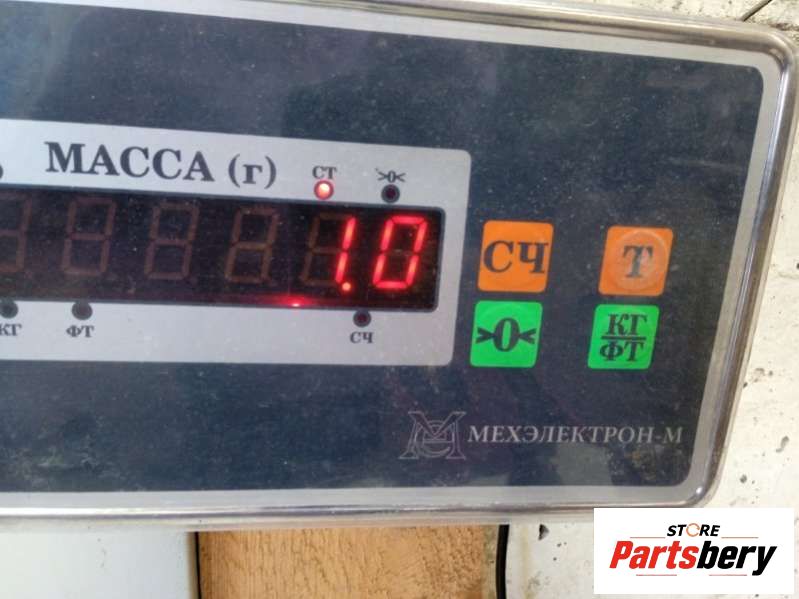 МАССА (г)
СТ
>0<
1.0
КГ
ФТ
СЧ
СЧ
Т
>0<
КГ
ФТ
МЕХЭЛЕКТРОН-М
STORE
Partsbery